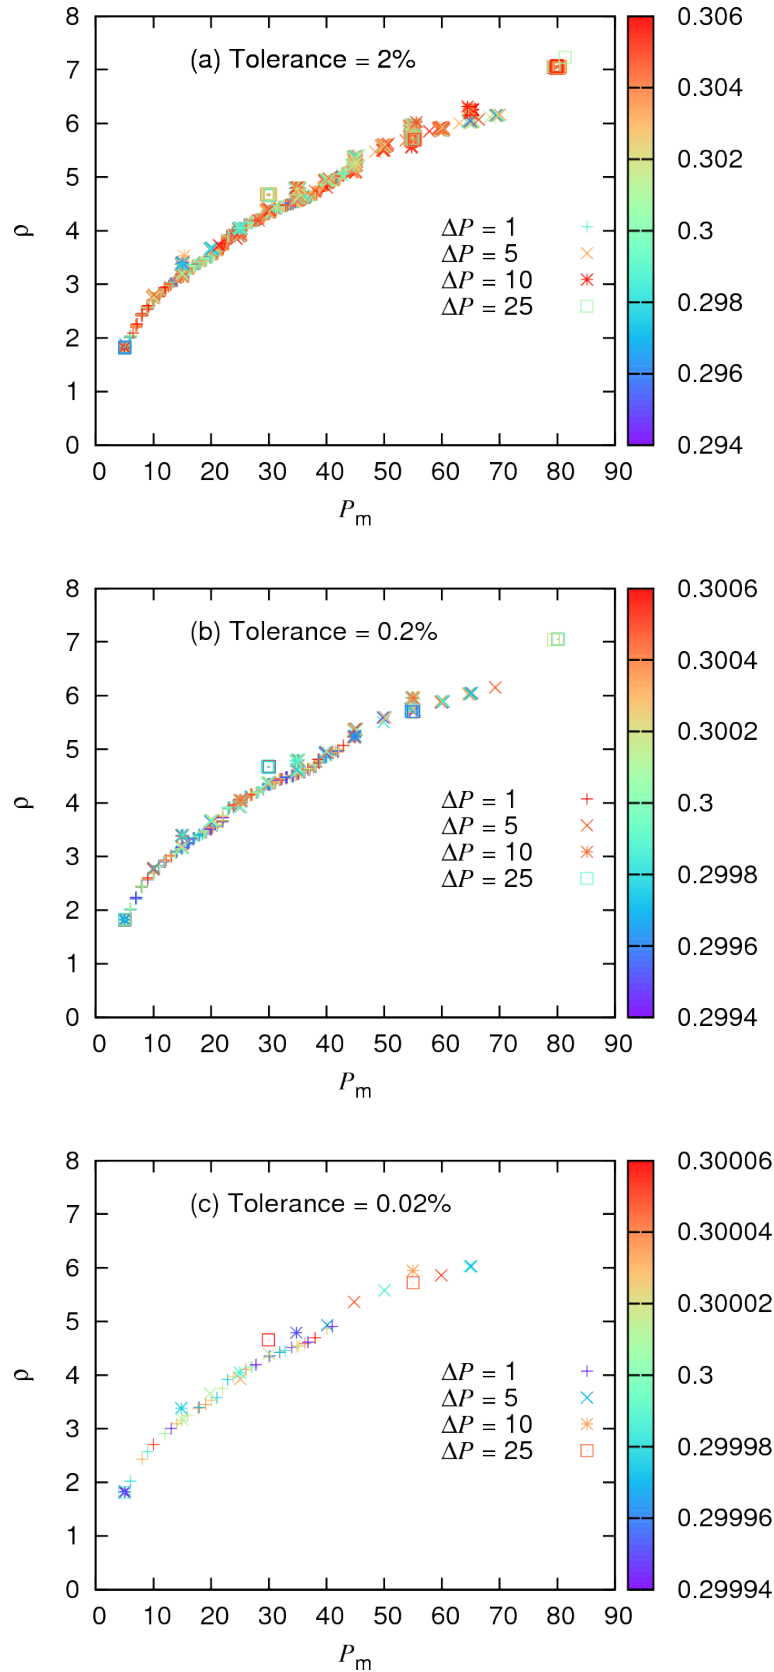 (a) Tolerance = 2%
8
7
6
5
4
3
2
1
0
ρ
0 10 20 30 40 50 60 70 80 90
Pm
ΔP = 1
ΔP = 5
ΔP = 10
ΔP = 25
0.306
0.304
0.302
0.3
0.298
0.296
0.294
(b) Tolerance = 0.2%
8
7
6
5
4
3
2
1
0
ρ
0 10 20 30 40 50 60 70 80 90
Pm
ΔP = 1
ΔP = 5
ΔP = 10
ΔP = 25
0.3006
0.3004
0.3002
0.3
0.2998
0.2996
0.2994
(c) Tolerance = 0.02%
8
7
6
5
4
3
2
1
0
ρ
0 10 20 30 40 50 60 70 80 90
Pm
ΔP = 1
ΔP = 5
ΔP = 10
ΔP = 25
0.30006
0.30004
0.30002
0.3
0.29998
0.29996
0.29994